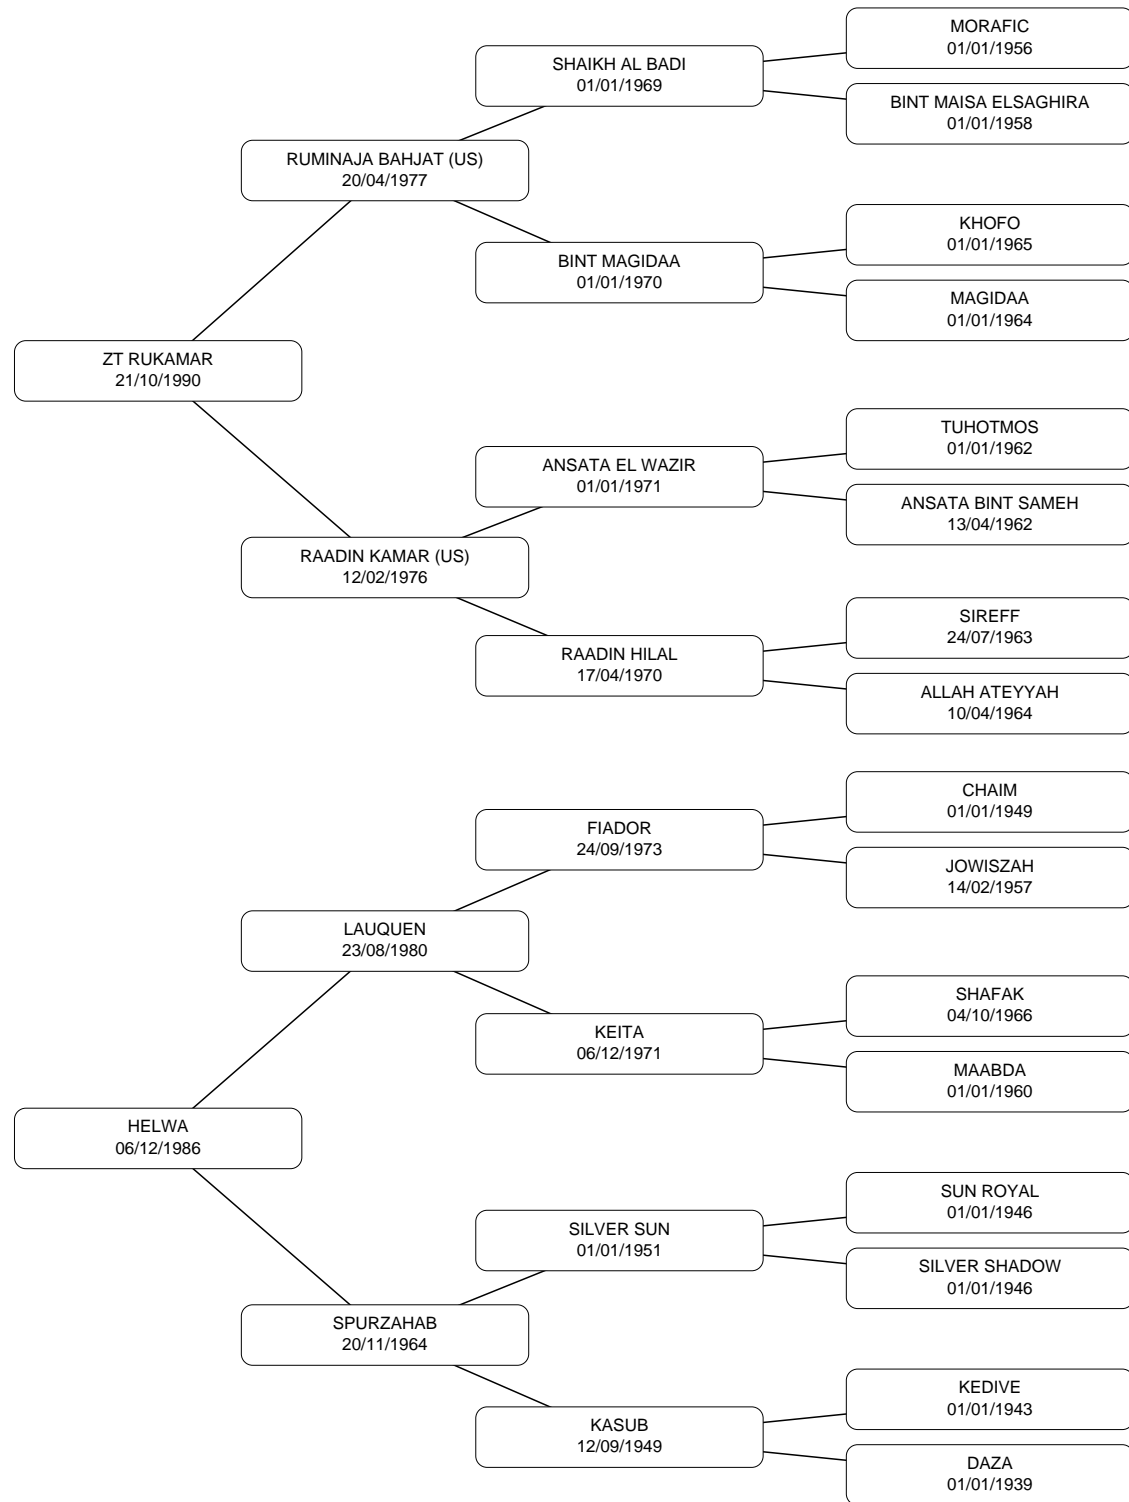 MORAFIC
01/01/1956
SHAIKH AL BADI
01/01/1969
BINT MAISA ELSAGHIRA
01/01/1958
RUMINAJA BAHJAT (US)
20/04/1977
KHOFO
01/01/1965
BINT MAGIDAA
01/01/1970
MAGIDAA
01/01/1964
ZT RUKAMAR
21/10/1990
TUHOTMOS
01/01/1962
ANSATA EL WAZIR
01/01/1971
ANSATA BINT SAMEH
13/04/1962
RAADIN KAMAR (US)
12/02/1976
SIREFF
24/07/1963
RAADIN HILAL
17/04/1970
ALLAH ATEYYAH
10/04/1964
CHAIM
01/01/1949
FIADOR
24/09/1973
JOWISZAH
14/02/1957
LAUQUEN
23/08/1980
SHAFAK
04/10/1966
KEITA
06/12/1971
MAABDA
01/01/1960
HELWA
06/12/1986
SUN ROYAL
01/01/1946
SILVER SUN
01/01/1951
SILVER SHADOW
01/01/1946
SPURZAHAB
20/11/1964
KEDIVE
01/01/1943
KASUB
12/09/1949
DAZA
01/01/1939